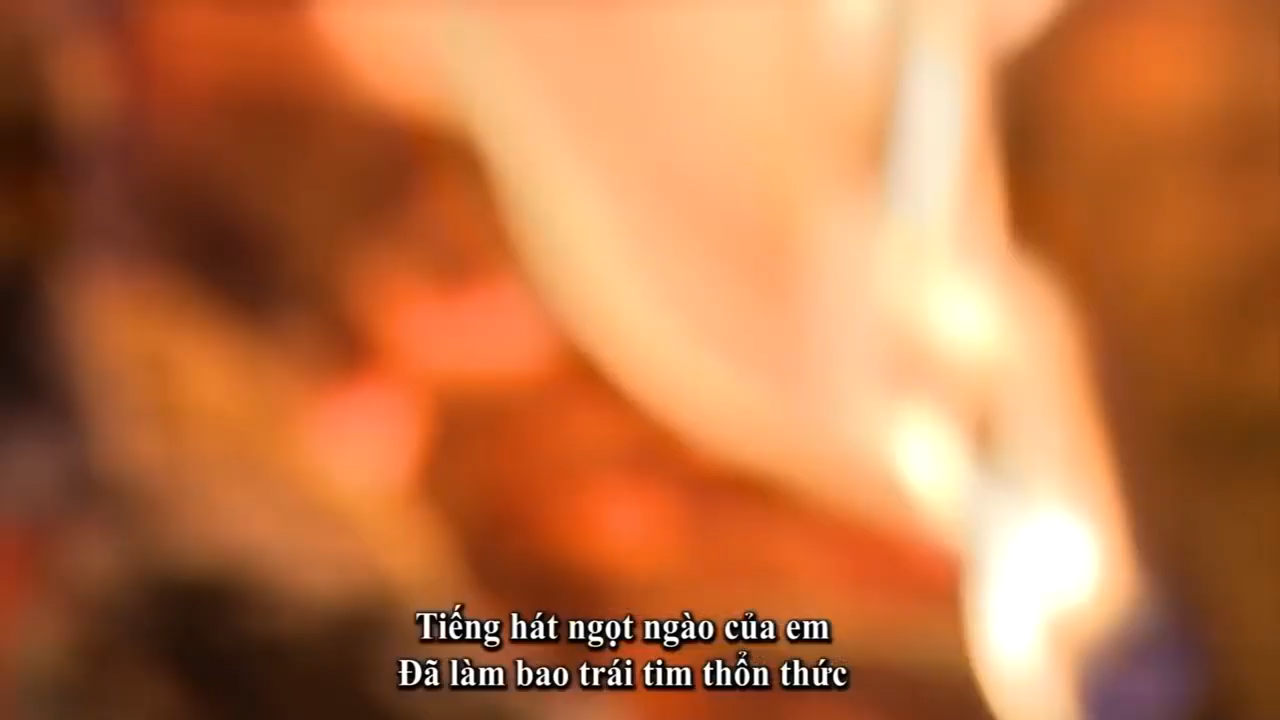 Tiếng hát ngọt ngào của em
Đã làm bao trái tim thổn thức